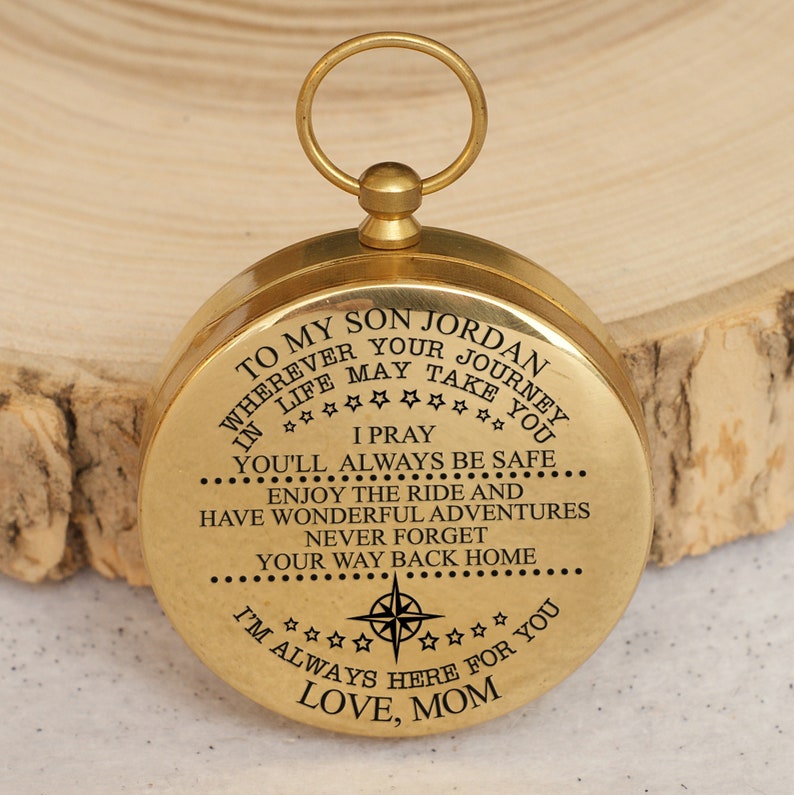 TO MY SON JORDAN
WHEREVER YOUR JOURNEY
IN LIFE MAY TAKE YOU
I PRAY
YOU'LL ALWAYS BE SAFE
ENJOY THE RIDE AND
HAVE WONDERFUL ADVENTURES
NEVER FORGET
YOUR WAY BACK HOME
I'M ALWAYS HERE FOR YOU
LOVE, MOM